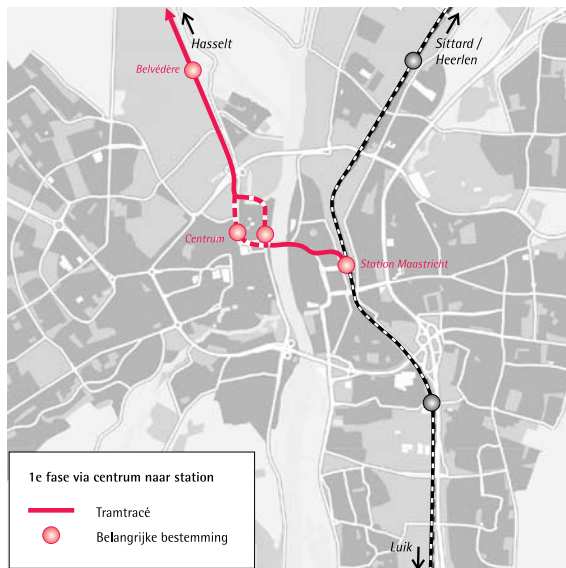 Hasselt
Sittard /
Heerlen
Belvédère
Centrum
Station Maastricht
1e fase via centrum naar station
Tramtracé
Belangrijke bestemming
Luik